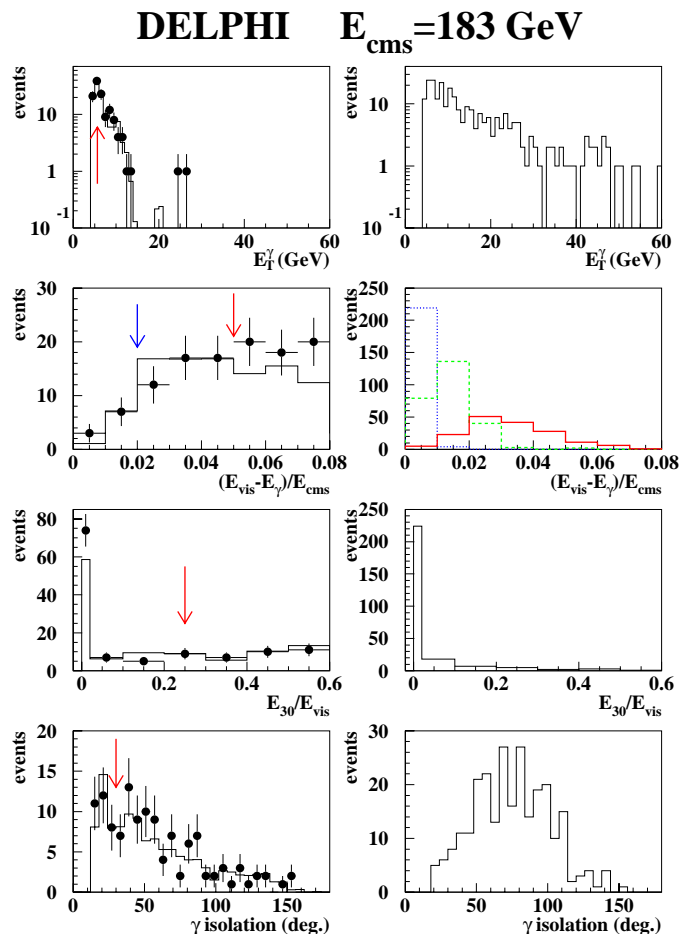 DELPHI E_cms=183 GeV
events
10
1
10^-1
0 20 40 60
E_T^γ (GeV)
events
10
1
10^-1
0 20 40 60
E_T^γ (GeV)
events
30
20
10
0
0.02 0.04 0.06 0.08
(E_vis-E_γ)/E_cms
events
250
200
150
100
50
0
0.02 0.04 0.06 0.08
(E_vis-E_γ)/E_cms
events
80
60
40
20
0
0 0.2 0.4 0.6
E_30/E_vis
events
250
200
150
100
50
0
0 0.2 0.4 0.6
E_30/E_vis
events
20
15
10
5
0
0 50 100 150
γ isolation (deg.)
events
30
20
10
0
0 50 100 150
γ isolation (deg.)